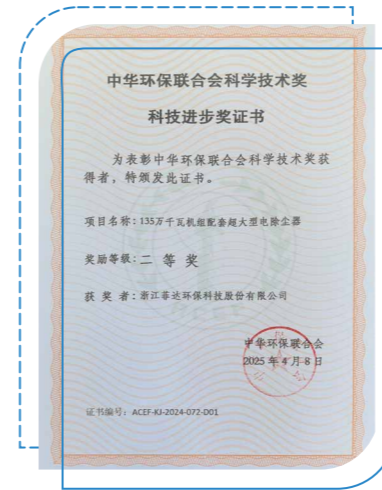 中华环保联合会科学技术奖
科技进步奖证书
为表彰中华环保联合会科学技术奖获
得者，特颁发此证书。
项目名称：135万千瓦机组配套超大型电除尘器
奖励等级：二 等 奖
获 奖 者：浙江菲达环保科技股份有限公司
中华环保联合会
2025 年 4 月 8 日
证书编号：ACEF-KJ-2024-072-D01